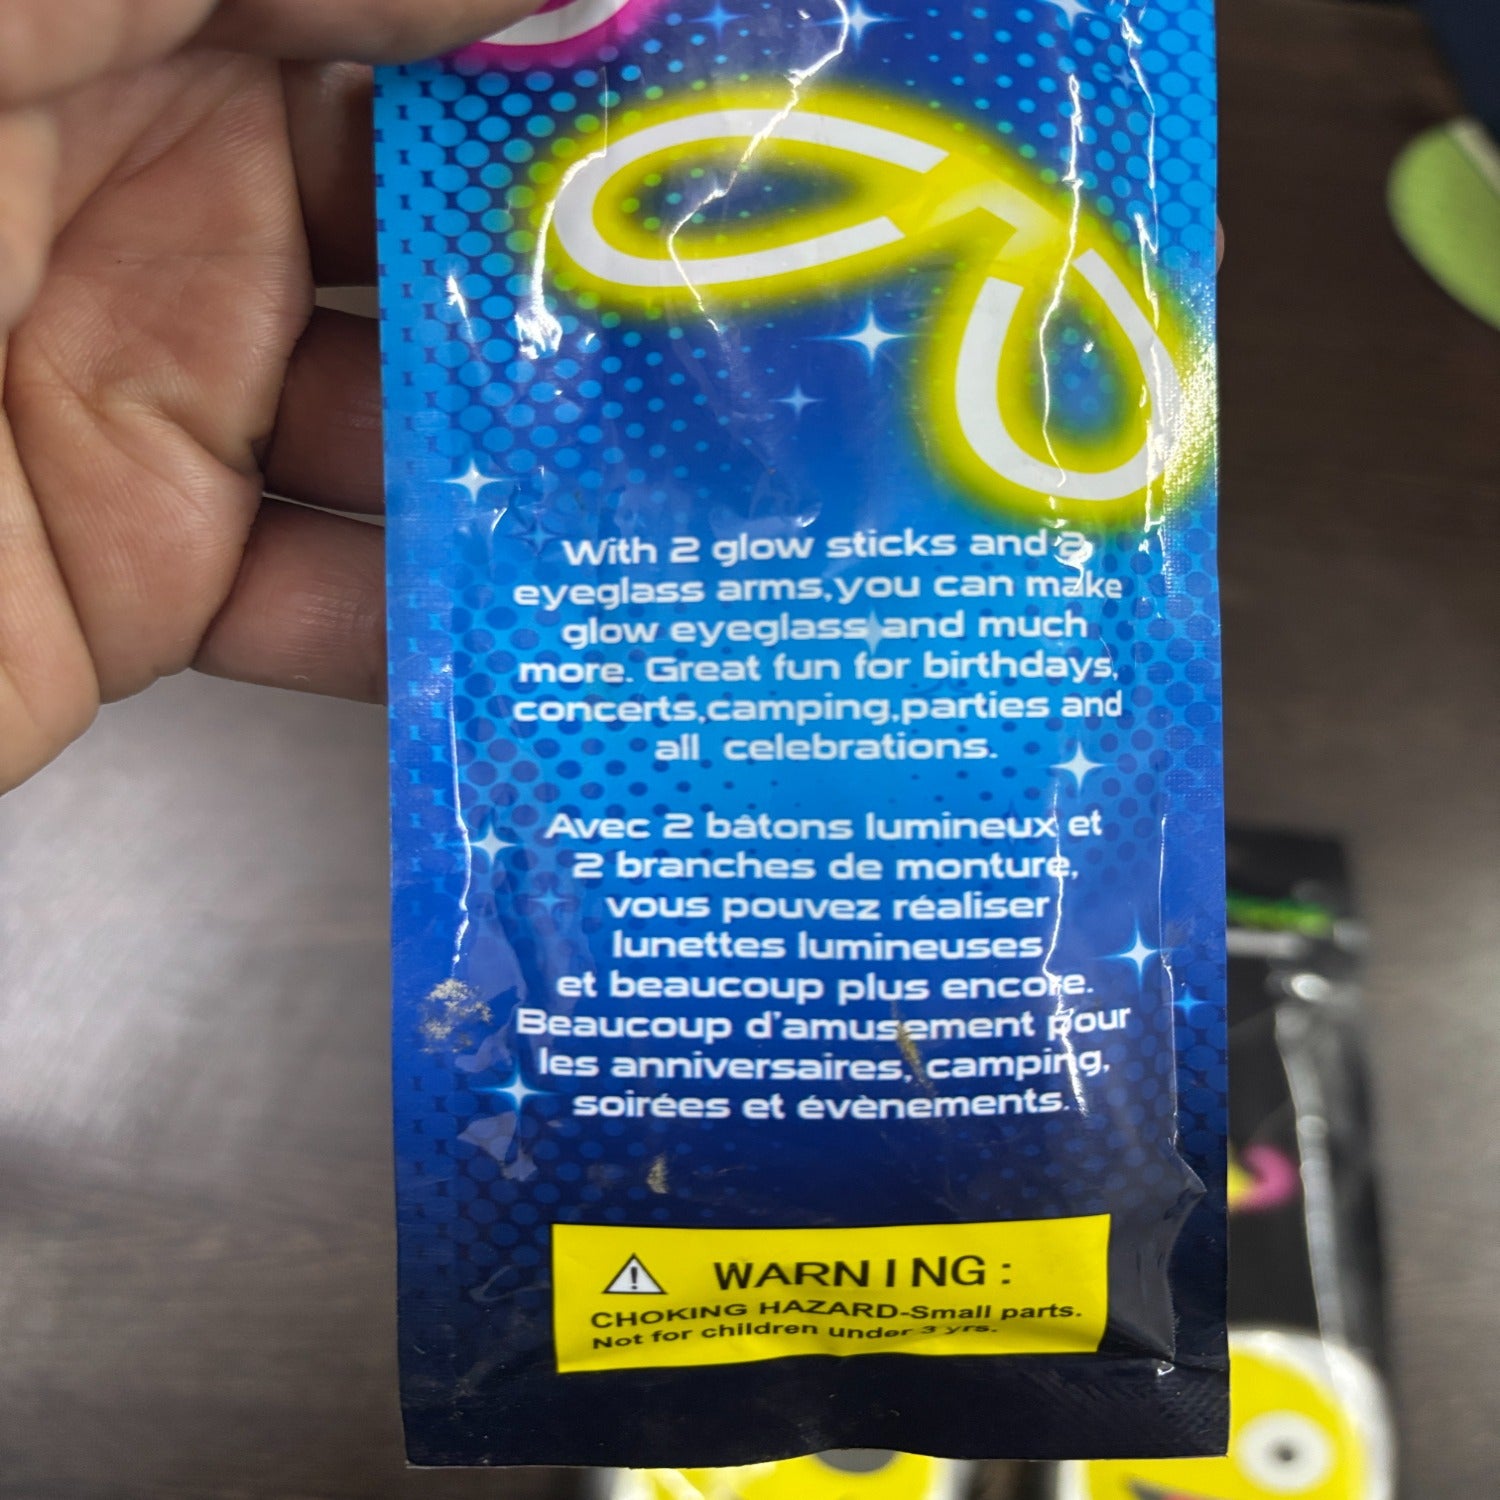 With 2 glow sticks and 2
eyeglass arms,you can make
glow eyeglass and much
more. Great fun for birthdays,
concerts,camping,parties and
all celebrations.
Avec 2 bâtons lumineux et
2 branches de monture,
vous pouvez réaliser
lunettes lumineuses
et beaucoup plus encore.
Beaucoup d'amusement pour
les anniversaires, camping,
soirées et évènements.
WARNING:
CHOKING HAZARD-Small parts.
Not for children under 3 yrs.